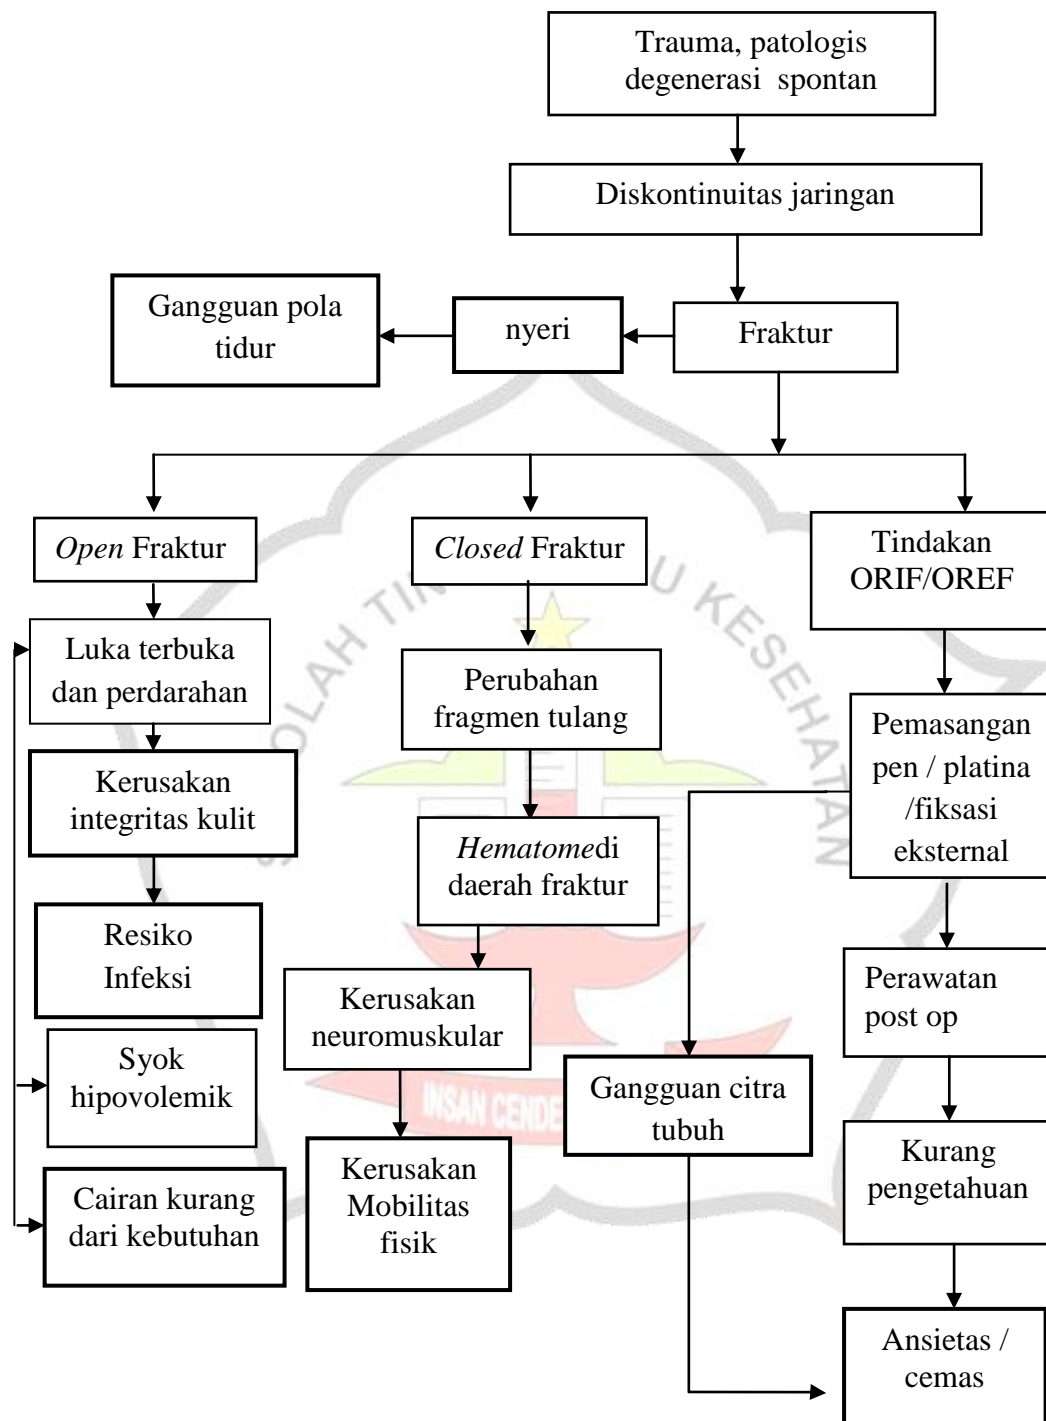 Trauma, patologis
degenerasi spontan
Diskontinuitas jaringan
Gangguan pola
tidur
nyeri
Fraktur
Open Fraktur
Closed Fraktur
Tindakan
ORIF/OREF
Luka terbuka
dan perdarahan
Perubahan
fragmen tulang
Pemasangan
pen / platina
/fiksasi
eksternal
Kerusakan
integritas kulit
Hematomedi
daerah fraktur
Resiko
Infeksi
Kerusakan
neuromuskular
Perawatan
post op
Syok
hipovolemik
Gangguan citra
tubuh
Kurang
pengetahuan
Cairan kurang
dari kebutuhan
Kerusakan
Mobilitas
fisik
Ansietas /
cemas
KESEHATAN
INSAN